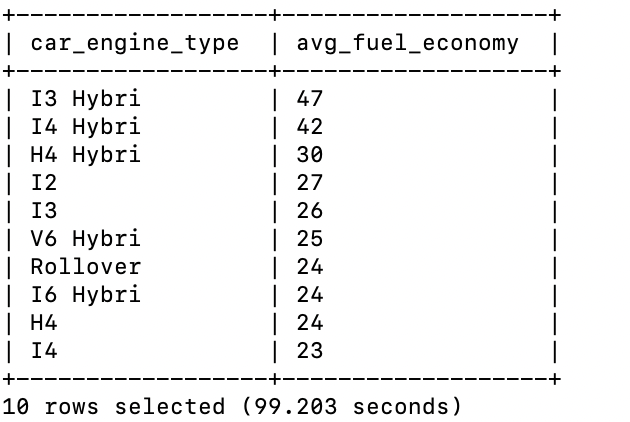 +-------------------+--------------------+
| car_engine_type | avg_fuel_economy |
+-------------------+--------------------+
| I3 Hybri | 47 |
| I4 Hybri | 42 |
| H4 Hybri | 30 |
| I2 | 27 |
| I3 | 26 |
| V6 Hybri | 25 |
| Rollover | 24 |
| I6 Hybri | 24 |
| H4 | 24 |
| I4 | 23 |
+-------------------+--------------------+
10 rows selected (99.203 seconds)